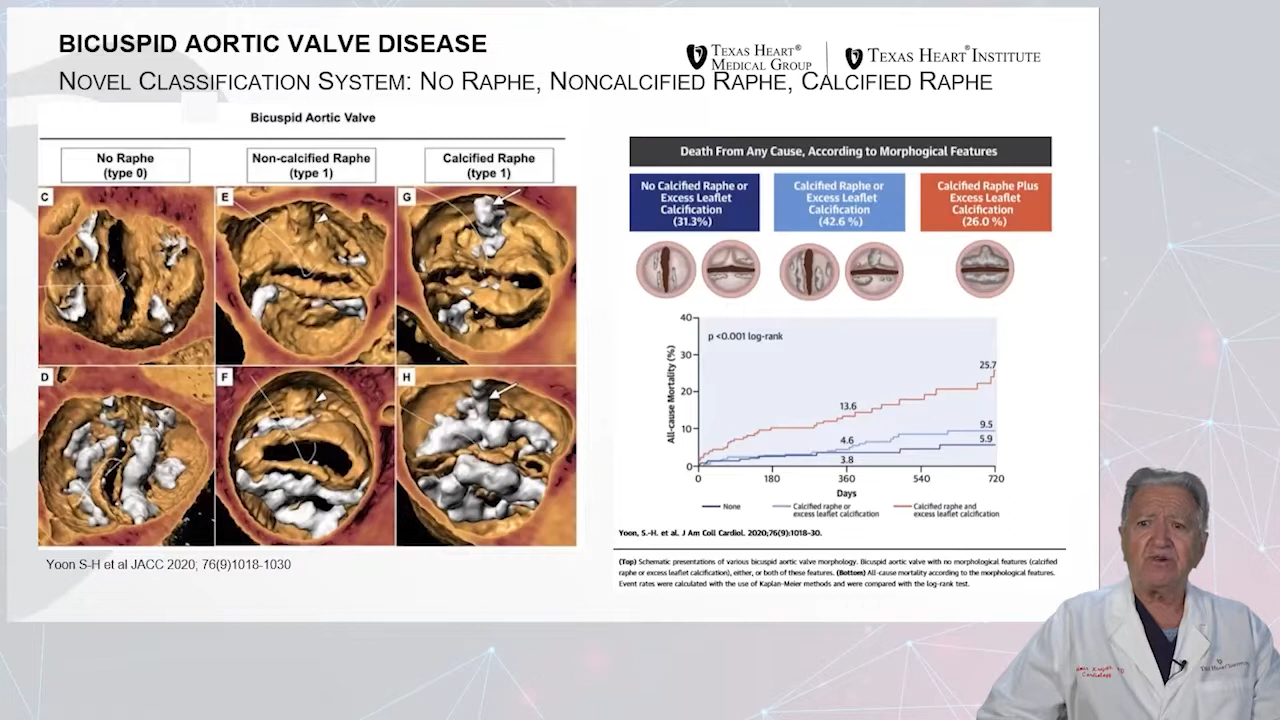 BICUSPID AORTIC VALVE DISEASE
TEXAS HEART®
MEDICAL GROUP
TEXAS HEART® INSTITUTE
NOVEL CLASSIFICATION SYSTEM: NO RAPHE, NONCALCIFIED RAPHE, CALCIFIED RAPHE
Bicuspid Aortic Valve
No Raphe
(type 0)
Non-calcified Raphe
(type 1)
Calcified Raphe
(type 1)
C
E
G
D
F
H
Yoon S-H et al JACC 2020; 76(9)1018-1030
Death From Any Cause, According to Morphogical Features
No Calcified Raphe or
Excess Leaflet
Calcification
(31.3%)
Calcified Raphe or
Excess Leaflet
Calcification
(42.6 %)
Calcified Raphe Plus
Excess Leaflet
Calcification
(26.0 %)
All-cause Mortality (%)
40
30
20
10
0
p <0.001 log-rank
25.7
13.6
9.5
4.6
5.9
3.8
0
180
360
540
720
Days
None
Calcified raphe or
excess leaflet calcification
Calcified raphe and
excess leaflet calcification
Yoon, S.-H. et al. J Am Coll Cardiol. 2020;76(9):1018-30.
(Top) Schematic presentations of various bicuspid aortic valve morphology. Bicuspid aortic valve with no morphological features (calcified
raphe or excess leaflet calcification), either, or both of these features. (Bottom) All-cause mortality according to the morphological features.
Event rates were calculated with the use of Kaplan-Meier methods and were compared with the log-rank test.
Cardiology